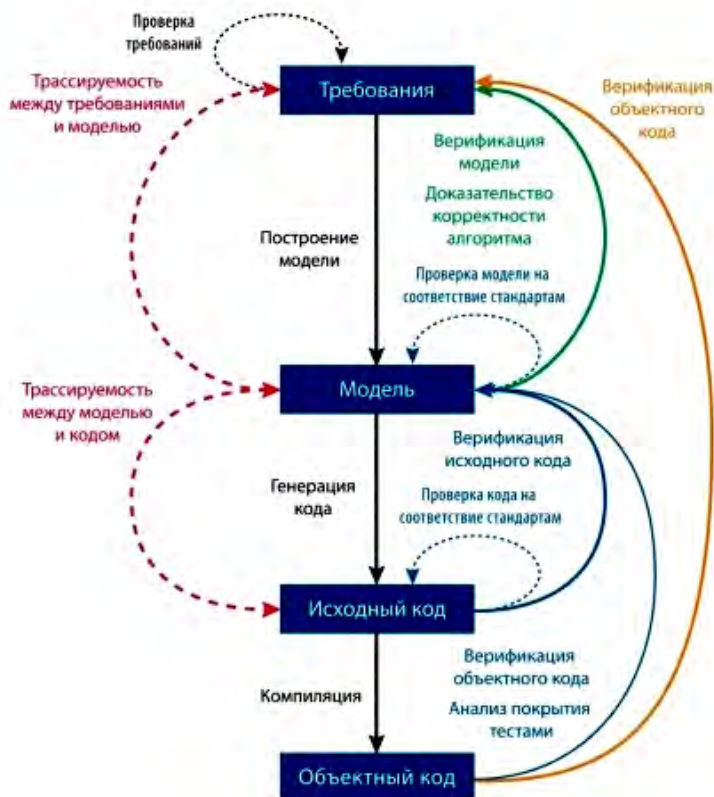 Проверка
требований
Трассируемость
между требованиями
и моделью
Требования
Верификация
объектного
кода
Верификация
модели
Доказательство
корректности
алгоритма
Построение
модели
Проверка модели на
соответствие стандартам
Модель
Трассируемость
между моделью
и кодом
Верификация
исходного кода
Генерация
кода
Проверка кода на
соответствие стандартам
Исходный код
Верификация
объектного кода
Компиляция
Анализ покрытия
тестами
Объектный код